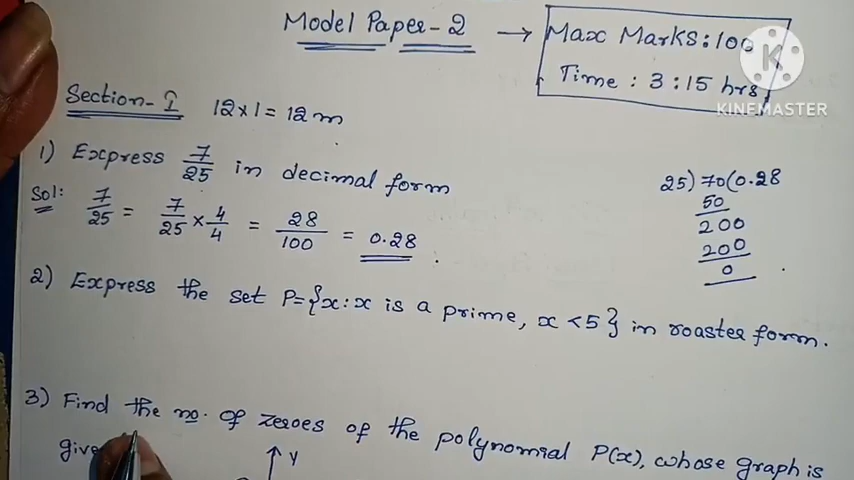 Model Paper-2 → Max Marks:100
Time : 3:15 hrs
KINEMASTER
Section-I 12×1= 12m
1) Express 7/25 in decimal form
Sol: 7/25 = 7/25 × 4/4 = 28/100 = 0.28
25) 70(0.28
50
200
200
0
2) Express the set P={x:x is a prime, x <5} in roaster form.
3) Find the no. of zeroes of the polynomial P(x), whose graph is
Y